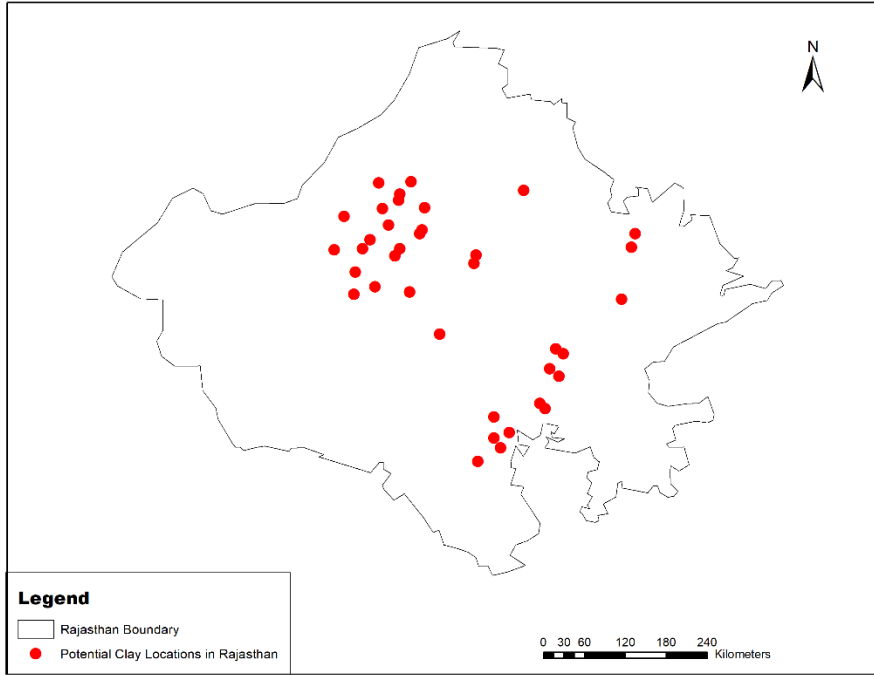 N
Legend
Rajasthan Boundary
Potential Clay Locations in Rajasthan
0 30 60 120 180 240
Kilometers